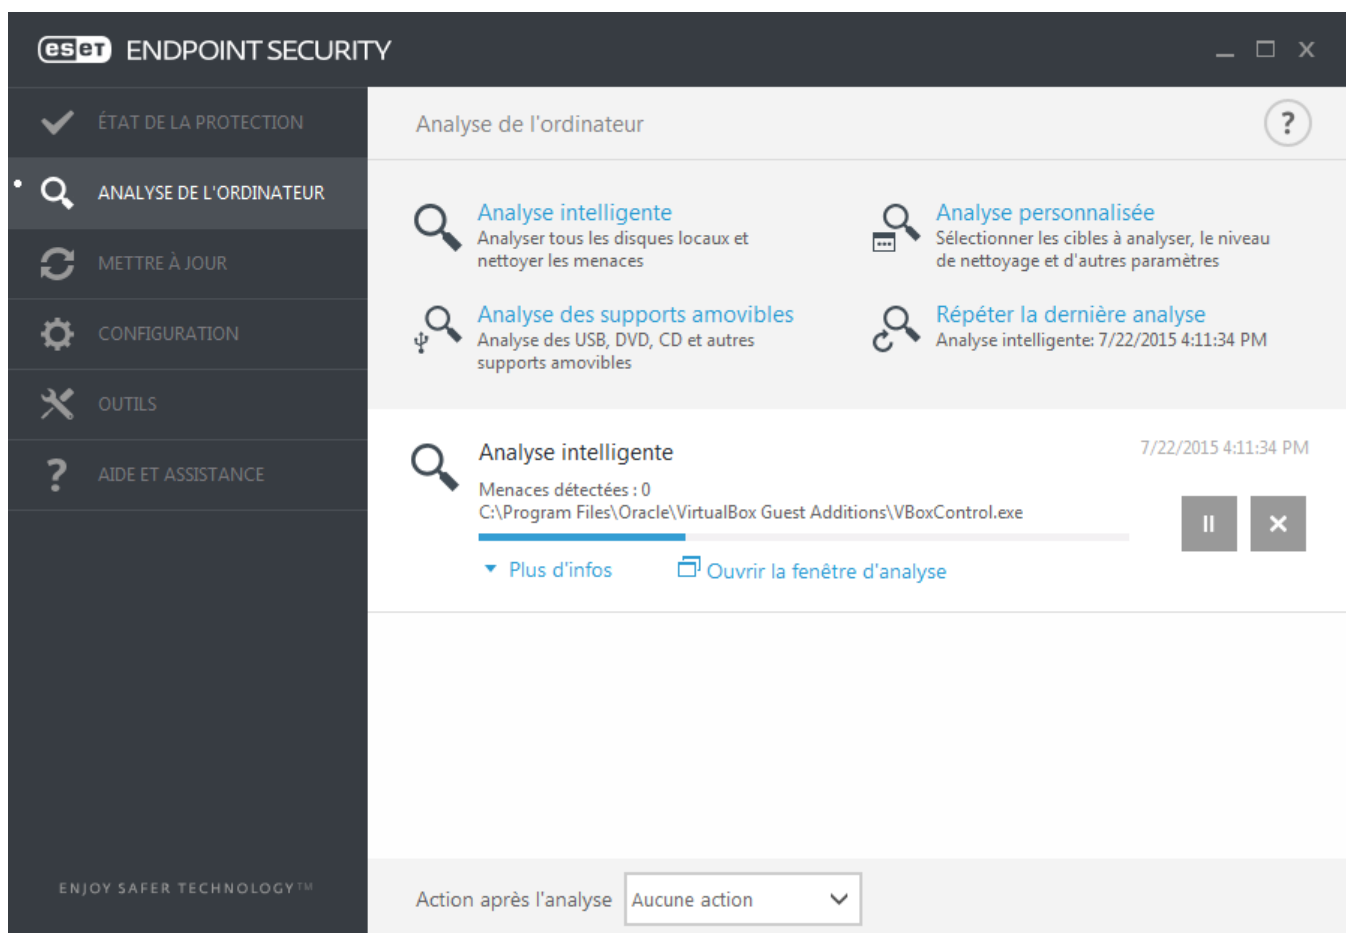 eset ENDPOINT SECURITY
ÉTAT DE LA PROTECTION
ANALYSE DE L'ORDINATEUR
METTRE À JOUR
CONFIGURATION
OUTILS
AIDE ET ASSISTANCE
ENJOY SAFER TECHNOLOGY™
Analyse de l'ordinateur
?
Analyse intelligente
Analyser tous les disques locaux et
nettoyer les menaces
Analyse personnalisée
Sélectionner les cibles à analyser, le niveau
de nettoyage et d'autres paramètres
Analyse des supports amovibles
Analyse des USB, DVD, CD et autres
supports amovibles
Répéter la dernière analyse
Analyse intelligente: 7/22/2015 4:11:34 PM
Analyse intelligente
7/22/2015 4:11:34 PM
Menaces détectées : 0
C:\Program Files\Oracle\VirtualBox Guest Additions\VBoxControl.exe
Plus d'infos
Ouvrir la fenêtre d'analyse
Action après l'analyse
Aucune action